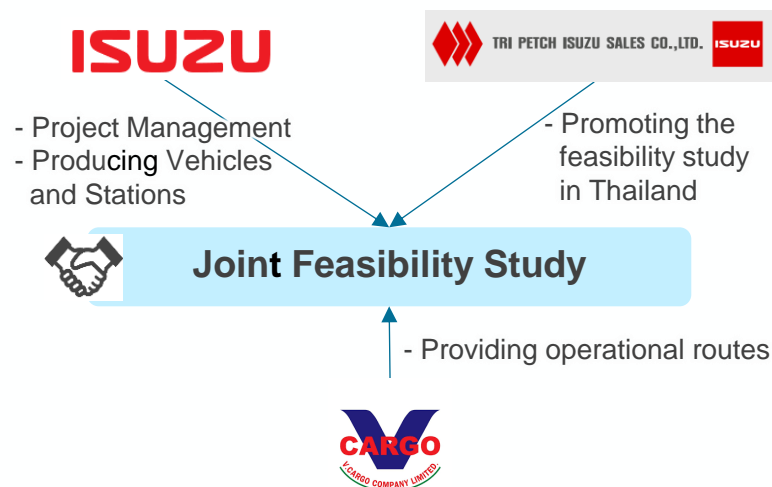 ISUZU
TRI PETCH ISUZU SALES CO.,LTD.
ISUZU
- Project Management
- Producing Vehicles
and Stations
- Promoting the
feasibility study
in Thailand
Joint Feasibility Study
- Providing operational routes
V
CARGO
V.CARGO COMPANY LIMITED.